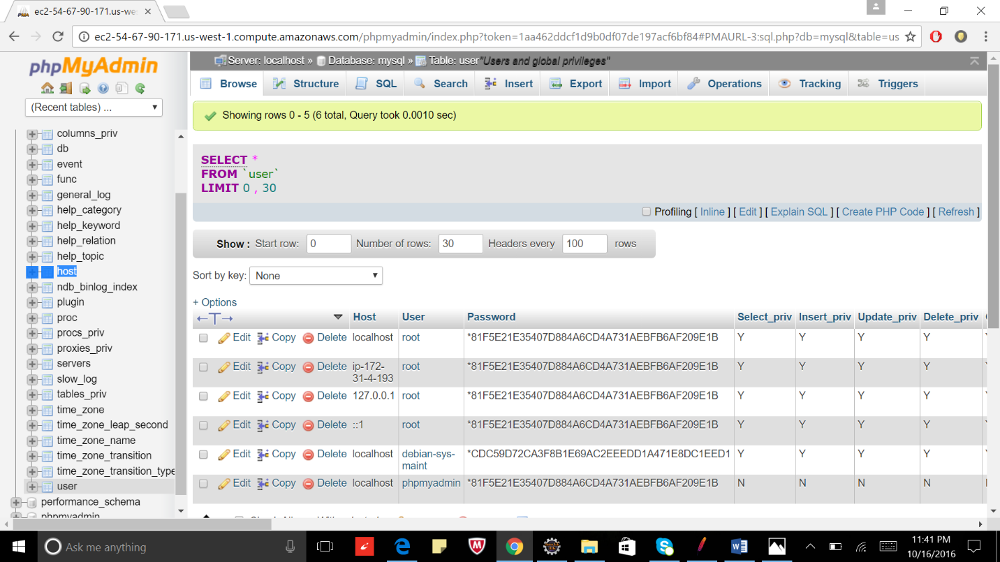 ec2-54-67-90-171.us-wes
ec2-54-67-90-171.us-west-1.compute.amazonaws.com/phpmyadmin/index.php?token=1aa462ddcf1d9b0df07de197acf6bf84#PMAURL-3:sql.php?db=mysql&table=us
phpMyAdmin
(Recent tables) ...
columns_priv
db
event
func
general_log
help_category
help_keyword
help_relation
help_topic
host
ndb_binlog_index
plugin
proc
procs_priv
proxies_priv
servers
slow_log
tables_priv
time_zone
time_zone_leap_second
time_zone_name
time_zone_transition
time_zone_transition_type
user
performance_schema
phpmyadmin
Server: localhost » Database: mysql » Table: user "Users and global privileges"
Browse Structure SQL Search Insert Export Import Operations Tracking Triggers
Showing rows 0 - 5 (6 total, Query took 0.0010 sec)
SELECT *
FROM `user`
LIMIT 0 , 30
Profiling [ Inline ] [ Edit ] [ Explain SQL ] [ Create PHP Code ] [ Refresh ]
Show : Start row: 0 Number of rows: 30 Headers every 100 rows
Sort by key: None
+ Options
Host User Password Select_priv Insert_priv Update_priv Delete_priv
Edit Copy Delete localhost root *81F5E21E35407D884A6CD4A731AEBFB6AF209E1B Y Y Y Y
Edit Copy Delete ip-172-31-4-193 root *81F5E21E35407D884A6CD4A731AEBFB6AF209E1B Y Y Y Y
Edit Copy Delete 127.0.0.1 root *81F5E21E35407D884A6CD4A731AEBFB6AF209E1B Y Y Y Y
Edit Copy Delete ::1 root *81F5E21E35407D884A6CD4A731AEBFB6AF209E1B Y Y Y Y
Edit Copy Delete localhost debian-sys-maint *CDC59D72CA3F8B1E69AC2EEEDD1A471E8DC1EED1 Y Y Y Y
Edit Copy Delete localhost phpmyadmin *81F5E21E35407D884A6CD4A731AEBFB6AF209E1B N N N N
Ask me anything
11:41 PM
10/16/2016